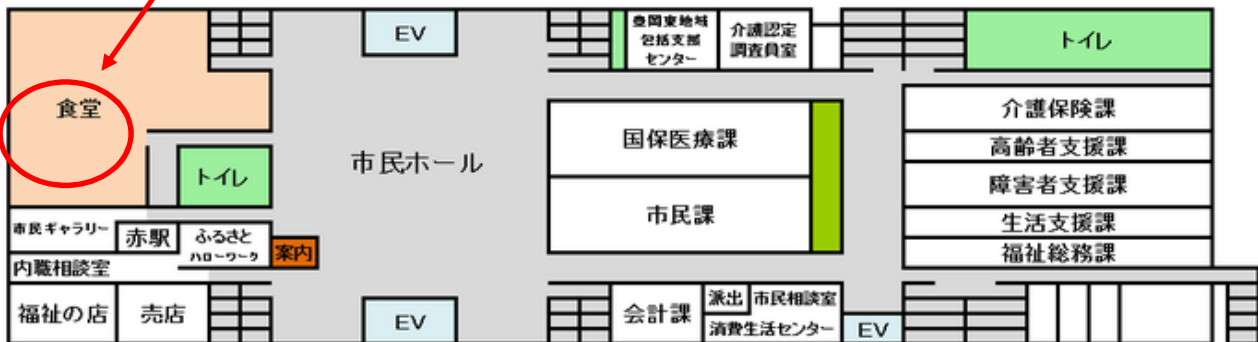 EV
豊岡東地域
包括支部
センター
介護認定
調査員室
トイレ
食堂
国保医療課
介護保険課
高齢者支援課
トイレ
市民ホール
障害者支援課
市民課
生活支援課
福祉総務課
市民ギャラリー
赤駅
ふるさと
ハローワーク
案内
内職相談室
福祉の店
売店
EV
会計課
派出
市民相談室
消費生活センター
EV